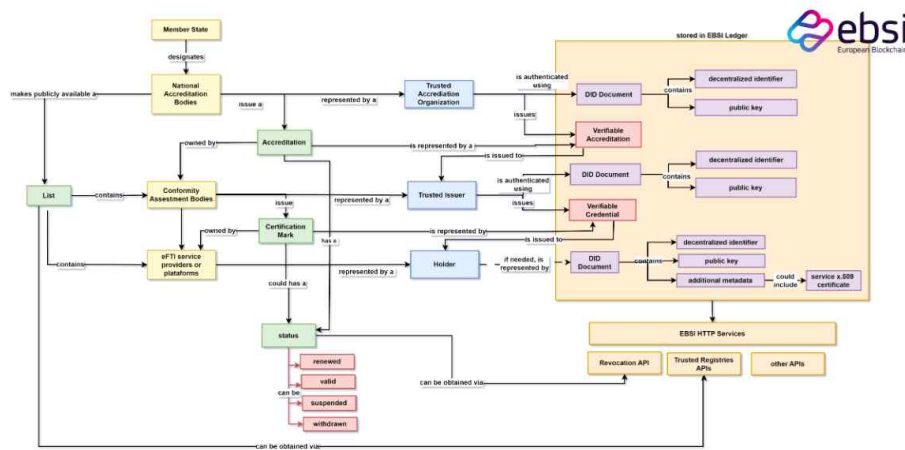 ebsi
European Blockchain
stored in EBSI Ledger
Member State
designates
makes publicly available a
National
Accreditation
Bodies
issue a
represented by a
Trusted
Accrediation
Organization
is authenticated
using
issues
DID Document
contains
decentralized identifier
public key
Accreditation
owned by
is represented by a
Verifiable
Accreditation
is issued to
List
contains
Conformity
Assestment Bodies
issue
represented by a
Trusted Issuer
is authenticated
using
issues
DID Document
contains
decentralized identifier
public key
Verifiable
Credential
owned by
Certification
Mark
has a
is represented by
is issued to
contains
eFTI service
providers or
plataforms
represented by a
Holder
if needed, is
represented by
DID
Document
contains
decentralized identifier
public key
additional metadata
could
include
service x.509
certificate
could has a
status
EBSI HTTP Services
Revocation API
Trusted Registries
APIs
other APIs
can be
renewed
valid
suspended
withdrawn
can be obtained via
can be obtained via